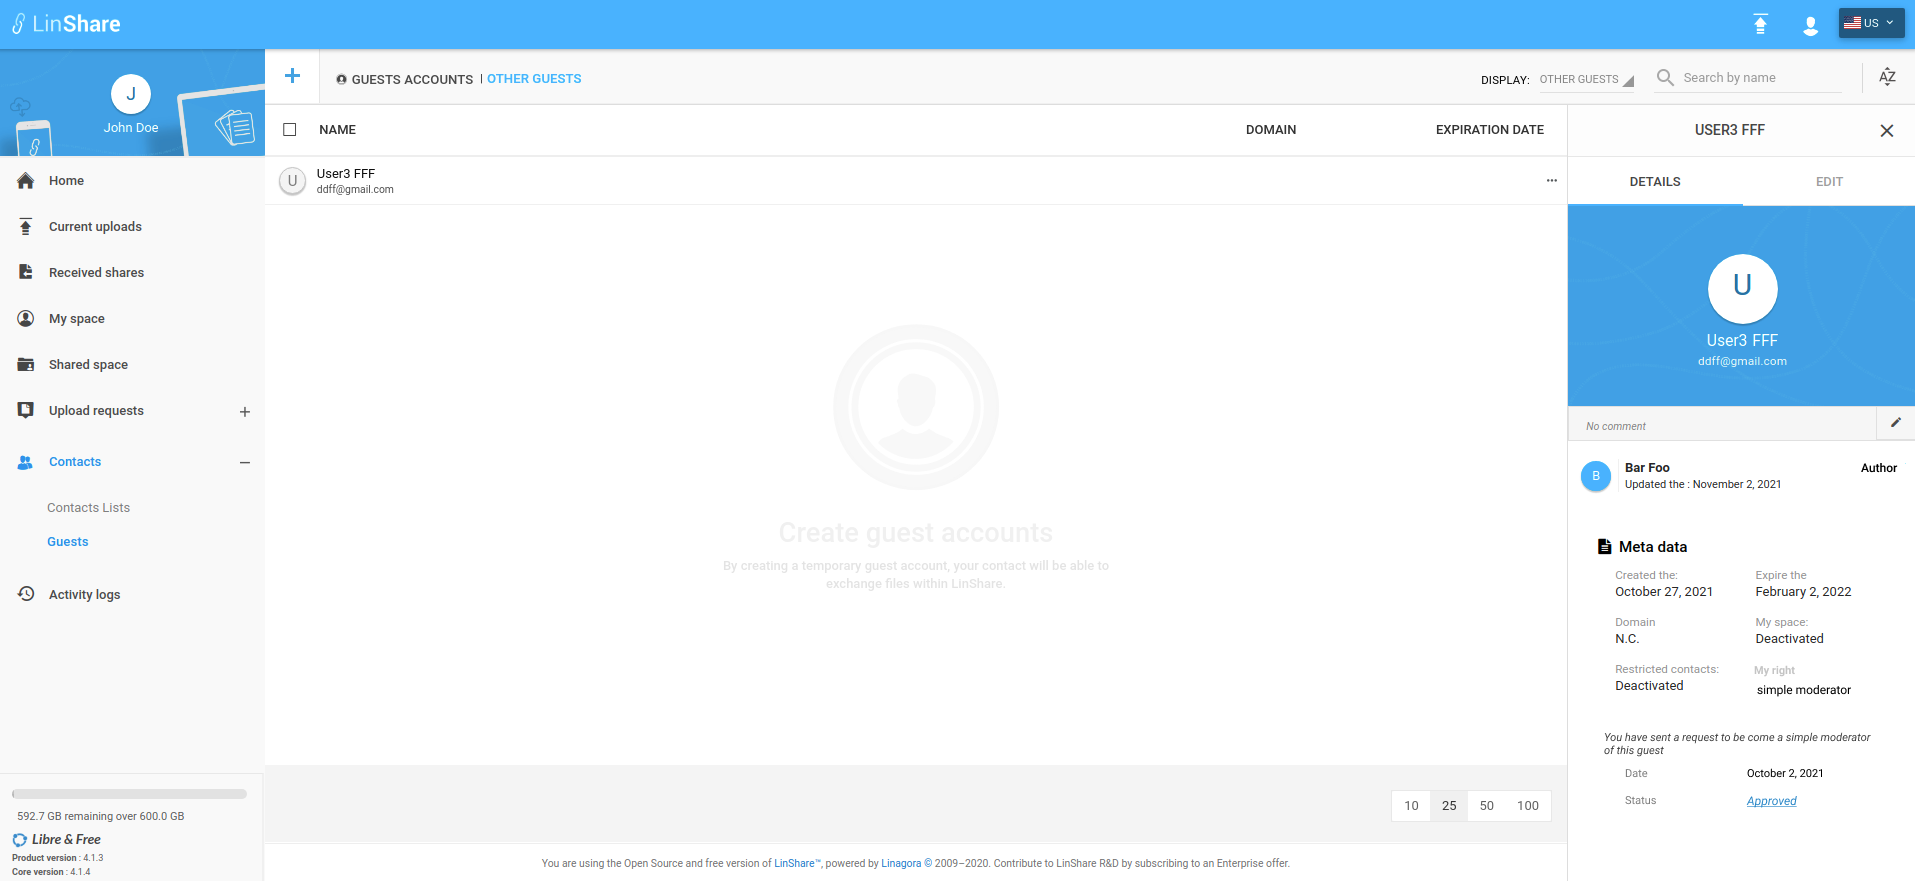 LinShare
US
J
John Doe
Home
Current uploads
Received shares
My space
Shared space
Upload requests
Contacts
Contacts Lists
Guests
Activity logs
592.7 GB remaining over 600.0 GB
Libre & Free
Product version : 4.1.3
Core version : 4.1.4
GUESTS ACCOUNTS | OTHER GUESTS
DISPLAY: OTHER GUESTS
Search by name
AZ
NAME DOMAIN EXPIRATION DATE
U
User3 FFF
ddff@gmail.com
Create guest accounts
By creating a temporary guest account, your contact will be able to
exchange files within LinShare.
10 25 50 100
You are using the Open Source and free version of LinShare™, powered by Linagora © 2009–2020. Contribute to LinShare R&D by subscribing to an Enterprise offer.
USER3 FFF
DETAILS EDIT
U
User3 FFF
ddff@gmail.com
No comment
B
Bar Foo Author
Updated the : November 2, 2021
Meta data
Created the: Expire the
October 27, 2021 February 2, 2022
Domain My space:
N.C. Deactivated
Restricted contacts: My right
Deactivated simple moderator
You have sent a request to be come a simple moderator
of this guest
Date October 2, 2021
Status Approved